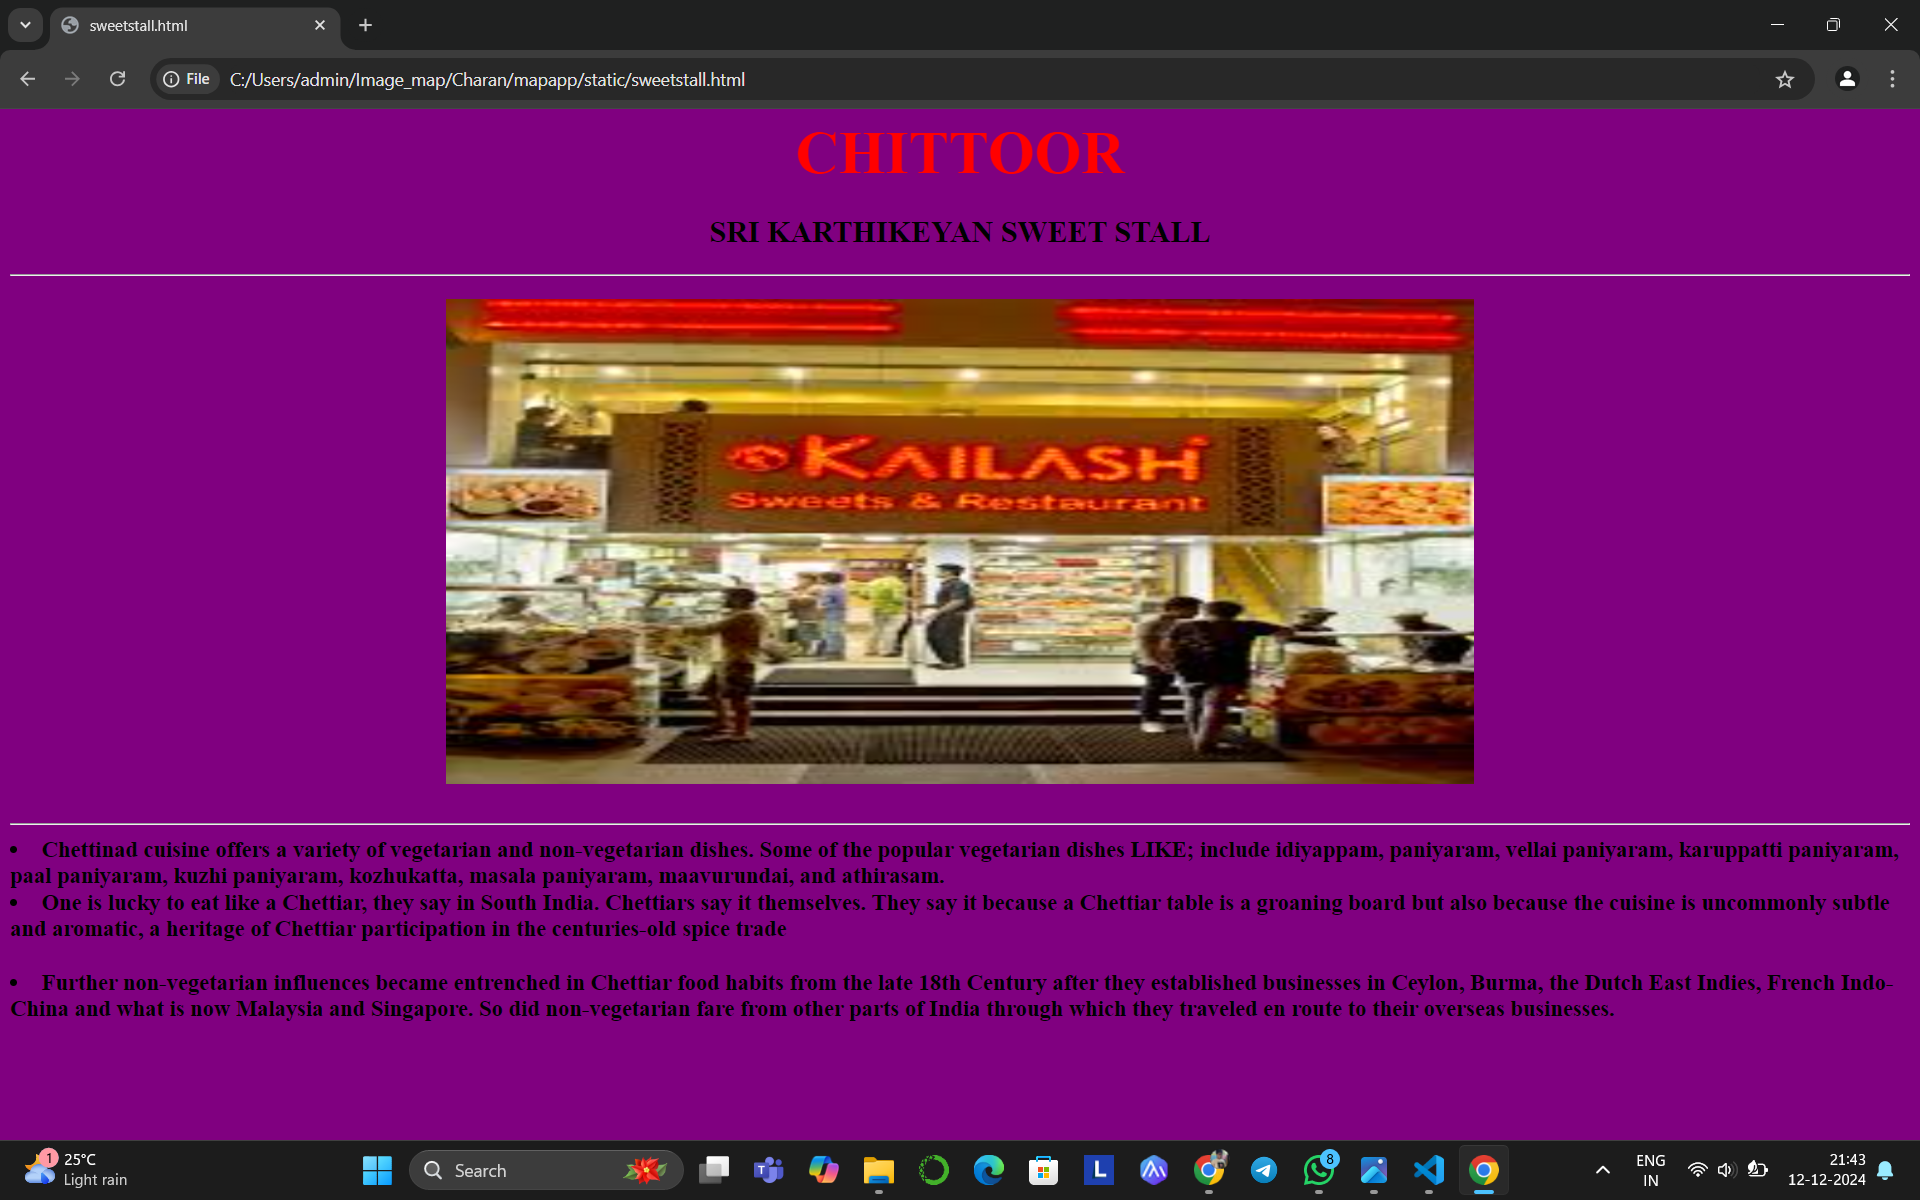 sweetstall.html
File C:/Users/admin/Image_map/Charan/mapapp/static/sweetstall.html
CHITTOOR
SRI KARTHIKEYAN SWEET STALL
KAILASH
Sweets & Restaurant
• Chettinad cuisine offers a variety of vegetarian and non-vegetarian dishes. Some of the popular vegetarian dishes LIKE; include idiyappam, paniyaram, vellai paniyaram, karuppatti paniyaram,
paal paniyaram, kuzhi paniyaram, kozhukatta, masala paniyaram, maavurundai, and athirasam.
• One is lucky to eat like a Chettiar, they say in South India. Chettiars say it themselves. They say it because a Chettiar table is a groaning board but also because the cuisine is uncommonly subtle
and aromatic, a heritage of Chettiar participation in the centuries-old spice trade
• Further non-vegetarian influences became entrenched in Chettiar food habits from the late 18th Century after they established businesses in Ceylon, Burma, the Dutch East Indies, French Indo-
China and what is now Malaysia and Singapore. So did non-vegetarian fare from other parts of India through which they traveled en route to their overseas businesses.
1
25°C
Light rain
Search
T
L
8
ENG
IN
21:43
12-12-2024